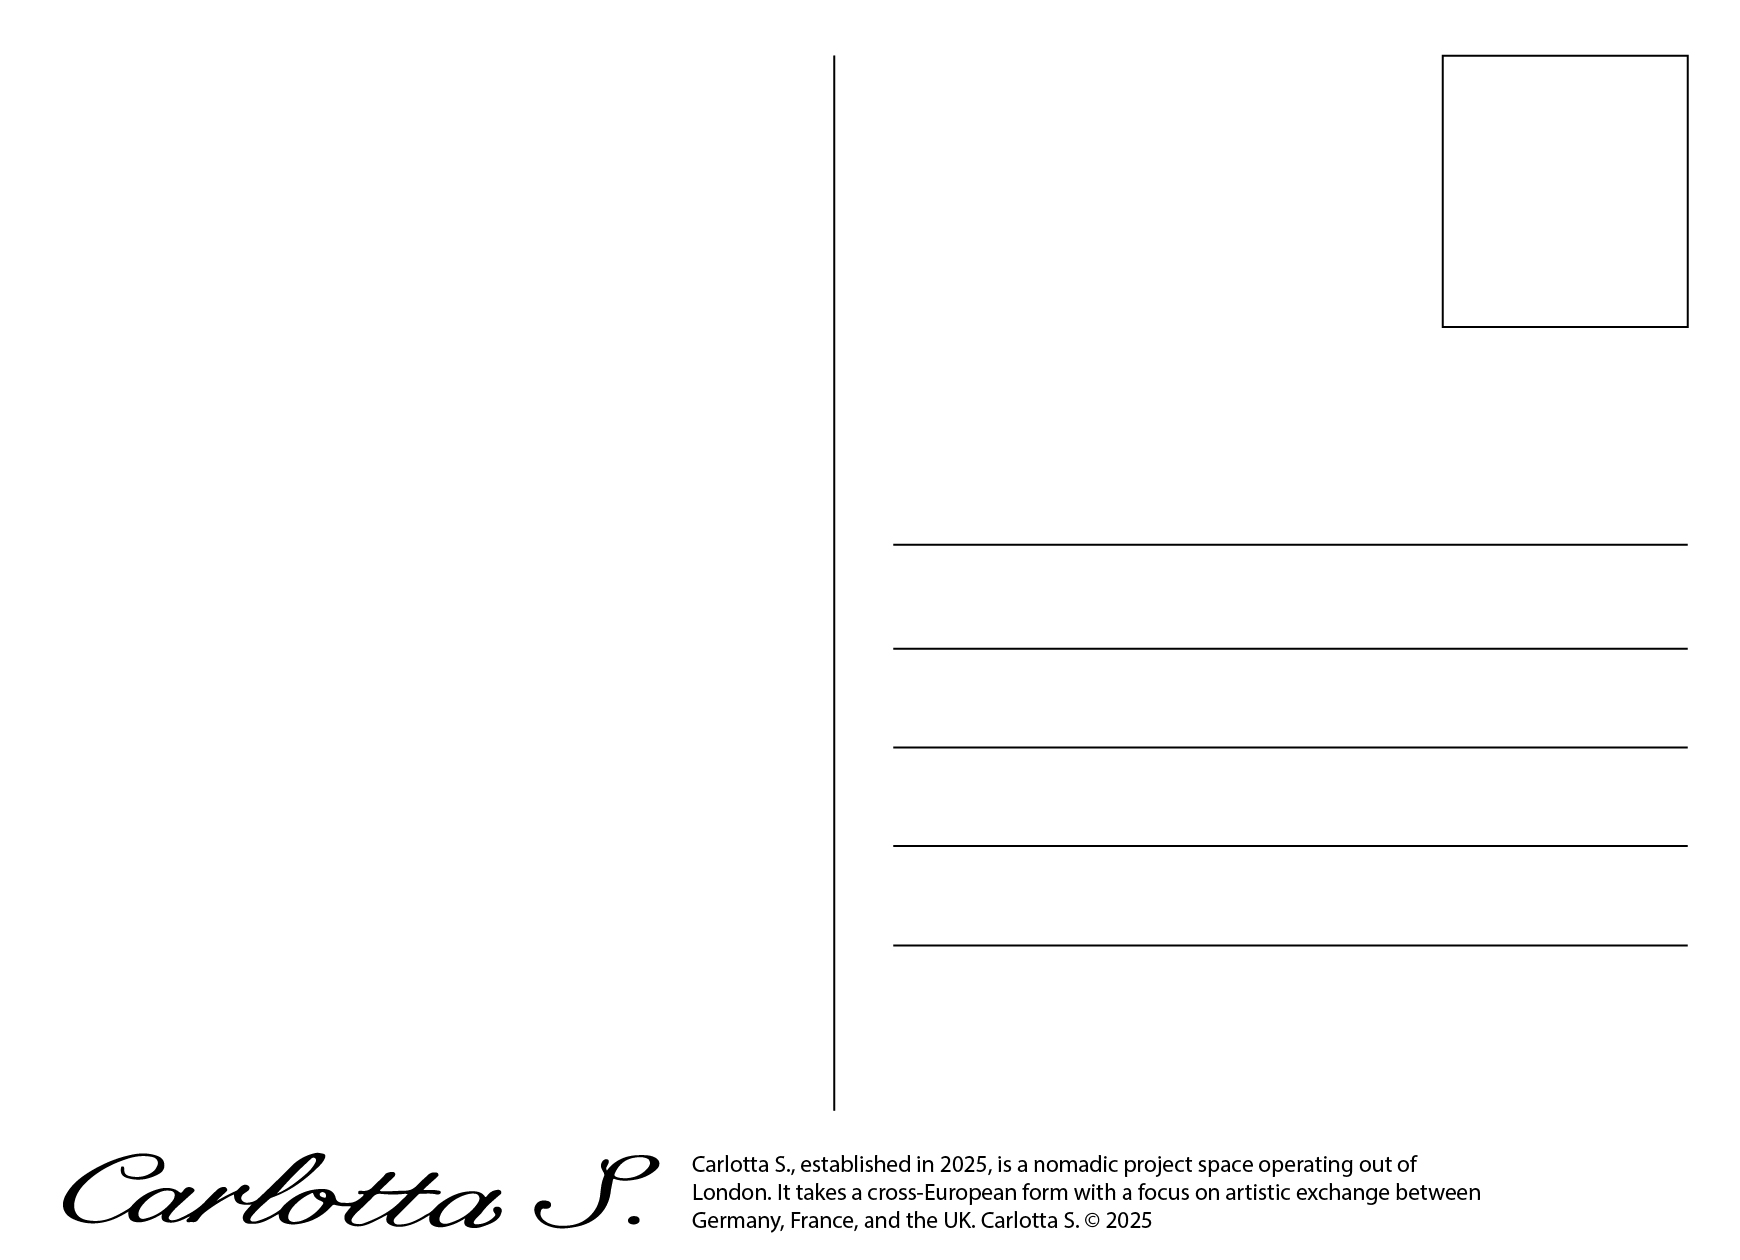 Carlotta S.
Carlotta S., established in 2025, is a nomadic project space operating out of
London. It takes a cross-European form with a focus on artistic exchange between
Germany, France, and the UK. Carlotta S. © 2025